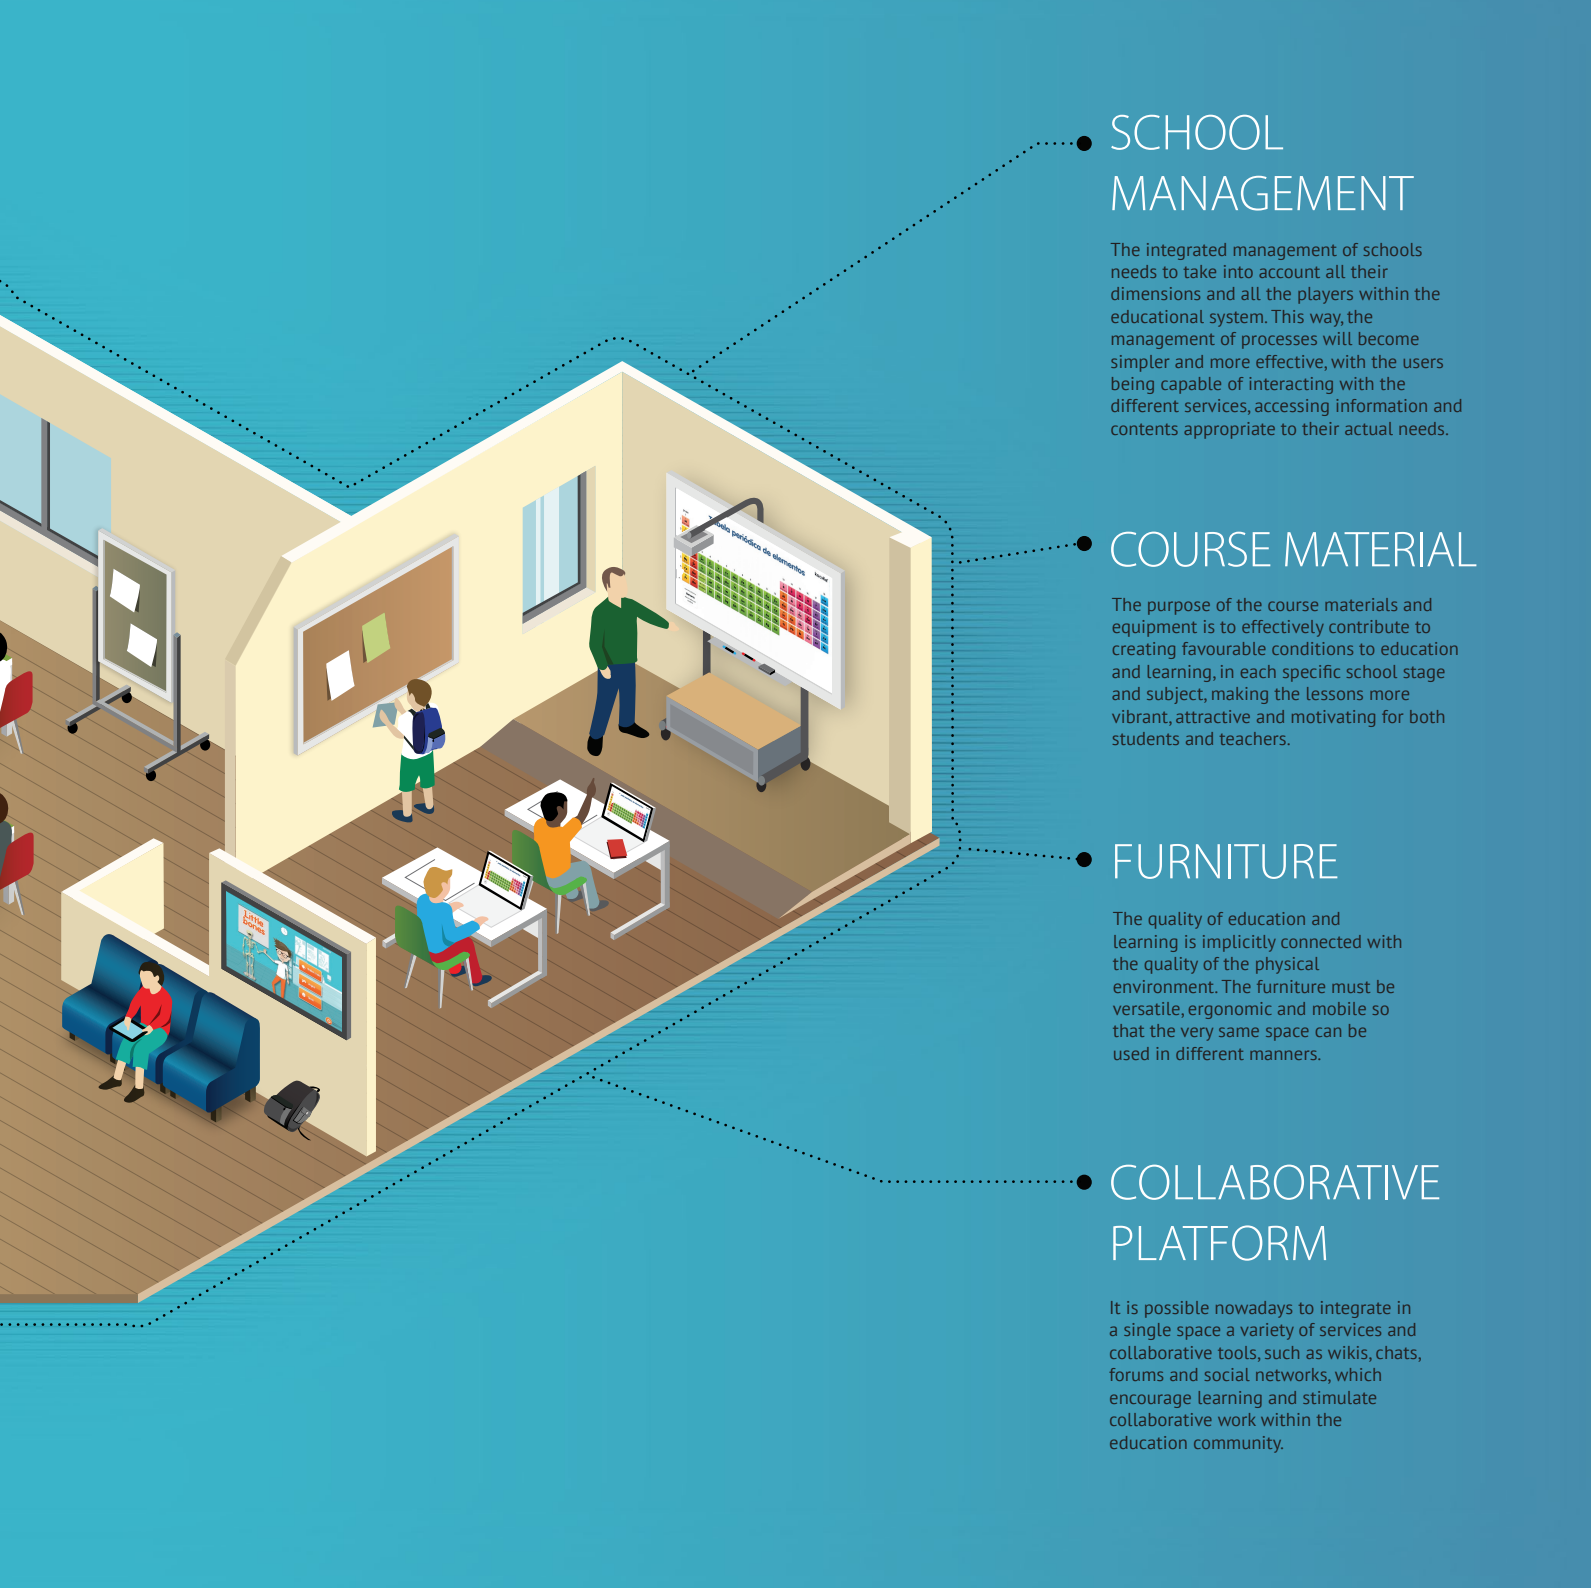 SCHOOL
MANAGEMENT
The integrated management of schools
needs to take into account all their
dimensions and all the players within the
educational system. This way, the
management of processes will become
simpler and more effective, with the users
being capable of interacting with the
different services, accessing information and
contents appropriate to their actual needs.
COURSE MATERIAL
The purpose of the course materials and
equipment is to effectively contribute to
creating favourable conditions to education
and learning, in each specific school stage
and subject, making the lessons more
vibrant, attractive and motivating for both
students and teachers.
FURNITURE
The quality of education and
learning is implicitly connected with
the quality of the physical
environment. The furniture must be
versatile, ergonomic and mobile so
that the very same space can be
used in different manners.
COLLABORATIVE
PLATFORM
It is possible nowadays to integrate in
a single space a variety of services and
collaborative tools, such as wikis, chats,
forums and social networks, which
encourage learning and stimulate
collaborative work within the
education community.
Tabela periódica de elementos
Little
bones